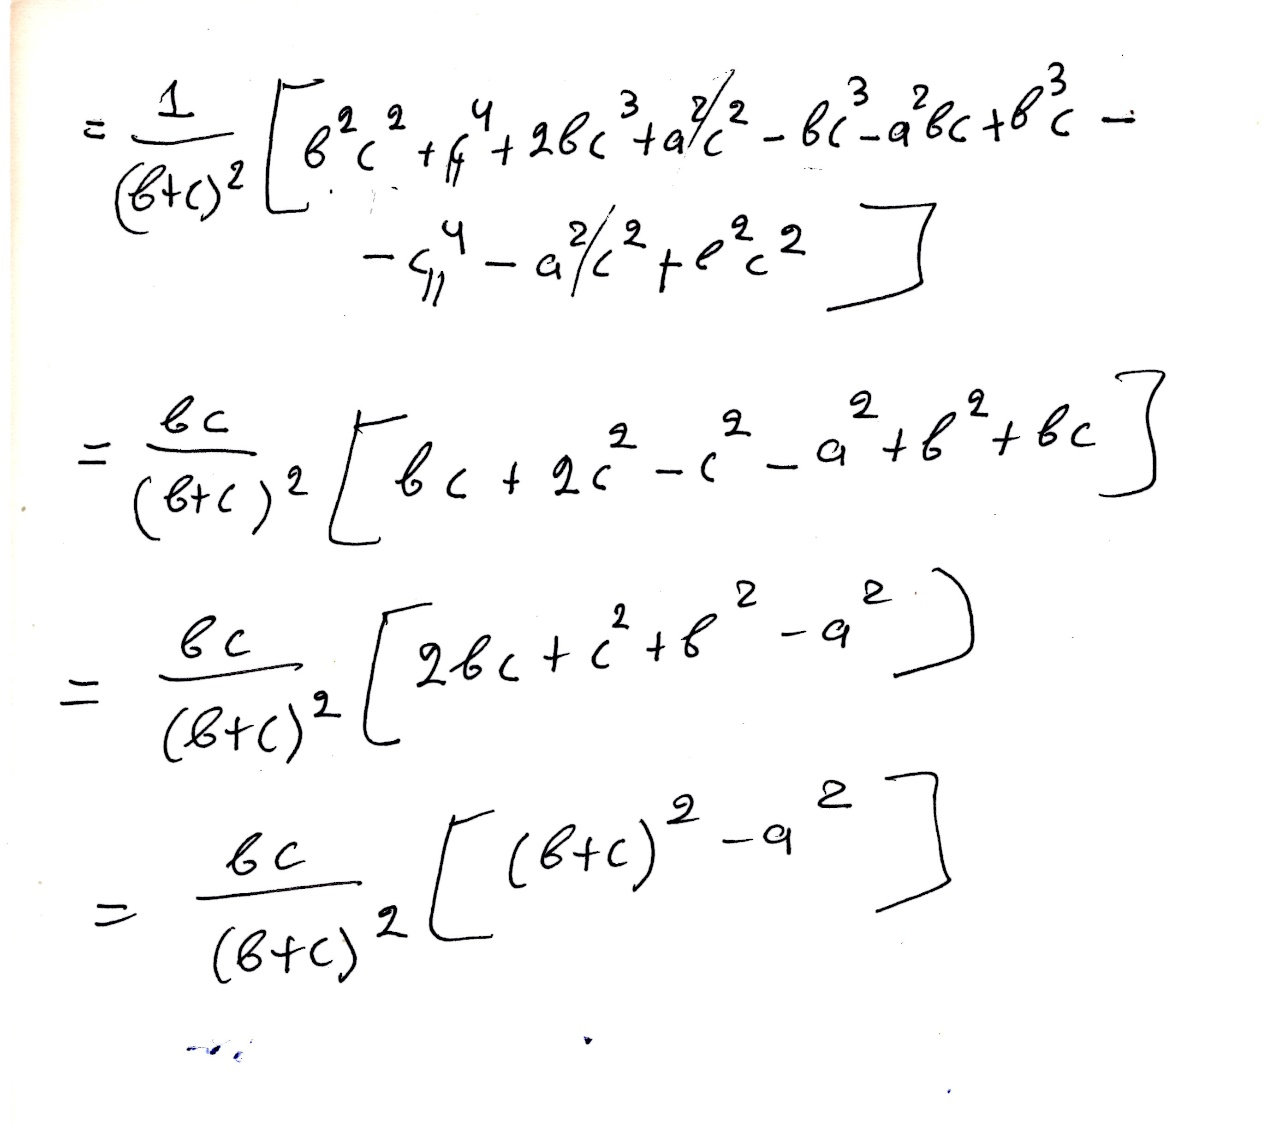 = 1/(b+c)² [b²c² + c⁴ + 2bc³ + a²c² - bc³ - a²bc + b³c -
- c⁴ - a²c² + b²c²]
= bc/(b+c)² [bc + 2c² - c² - a² + b² + bc]
= bc/(b+c)² [2bc + c² + b² - a²)
= bc/(b+c)² [(b+c)² - a²]